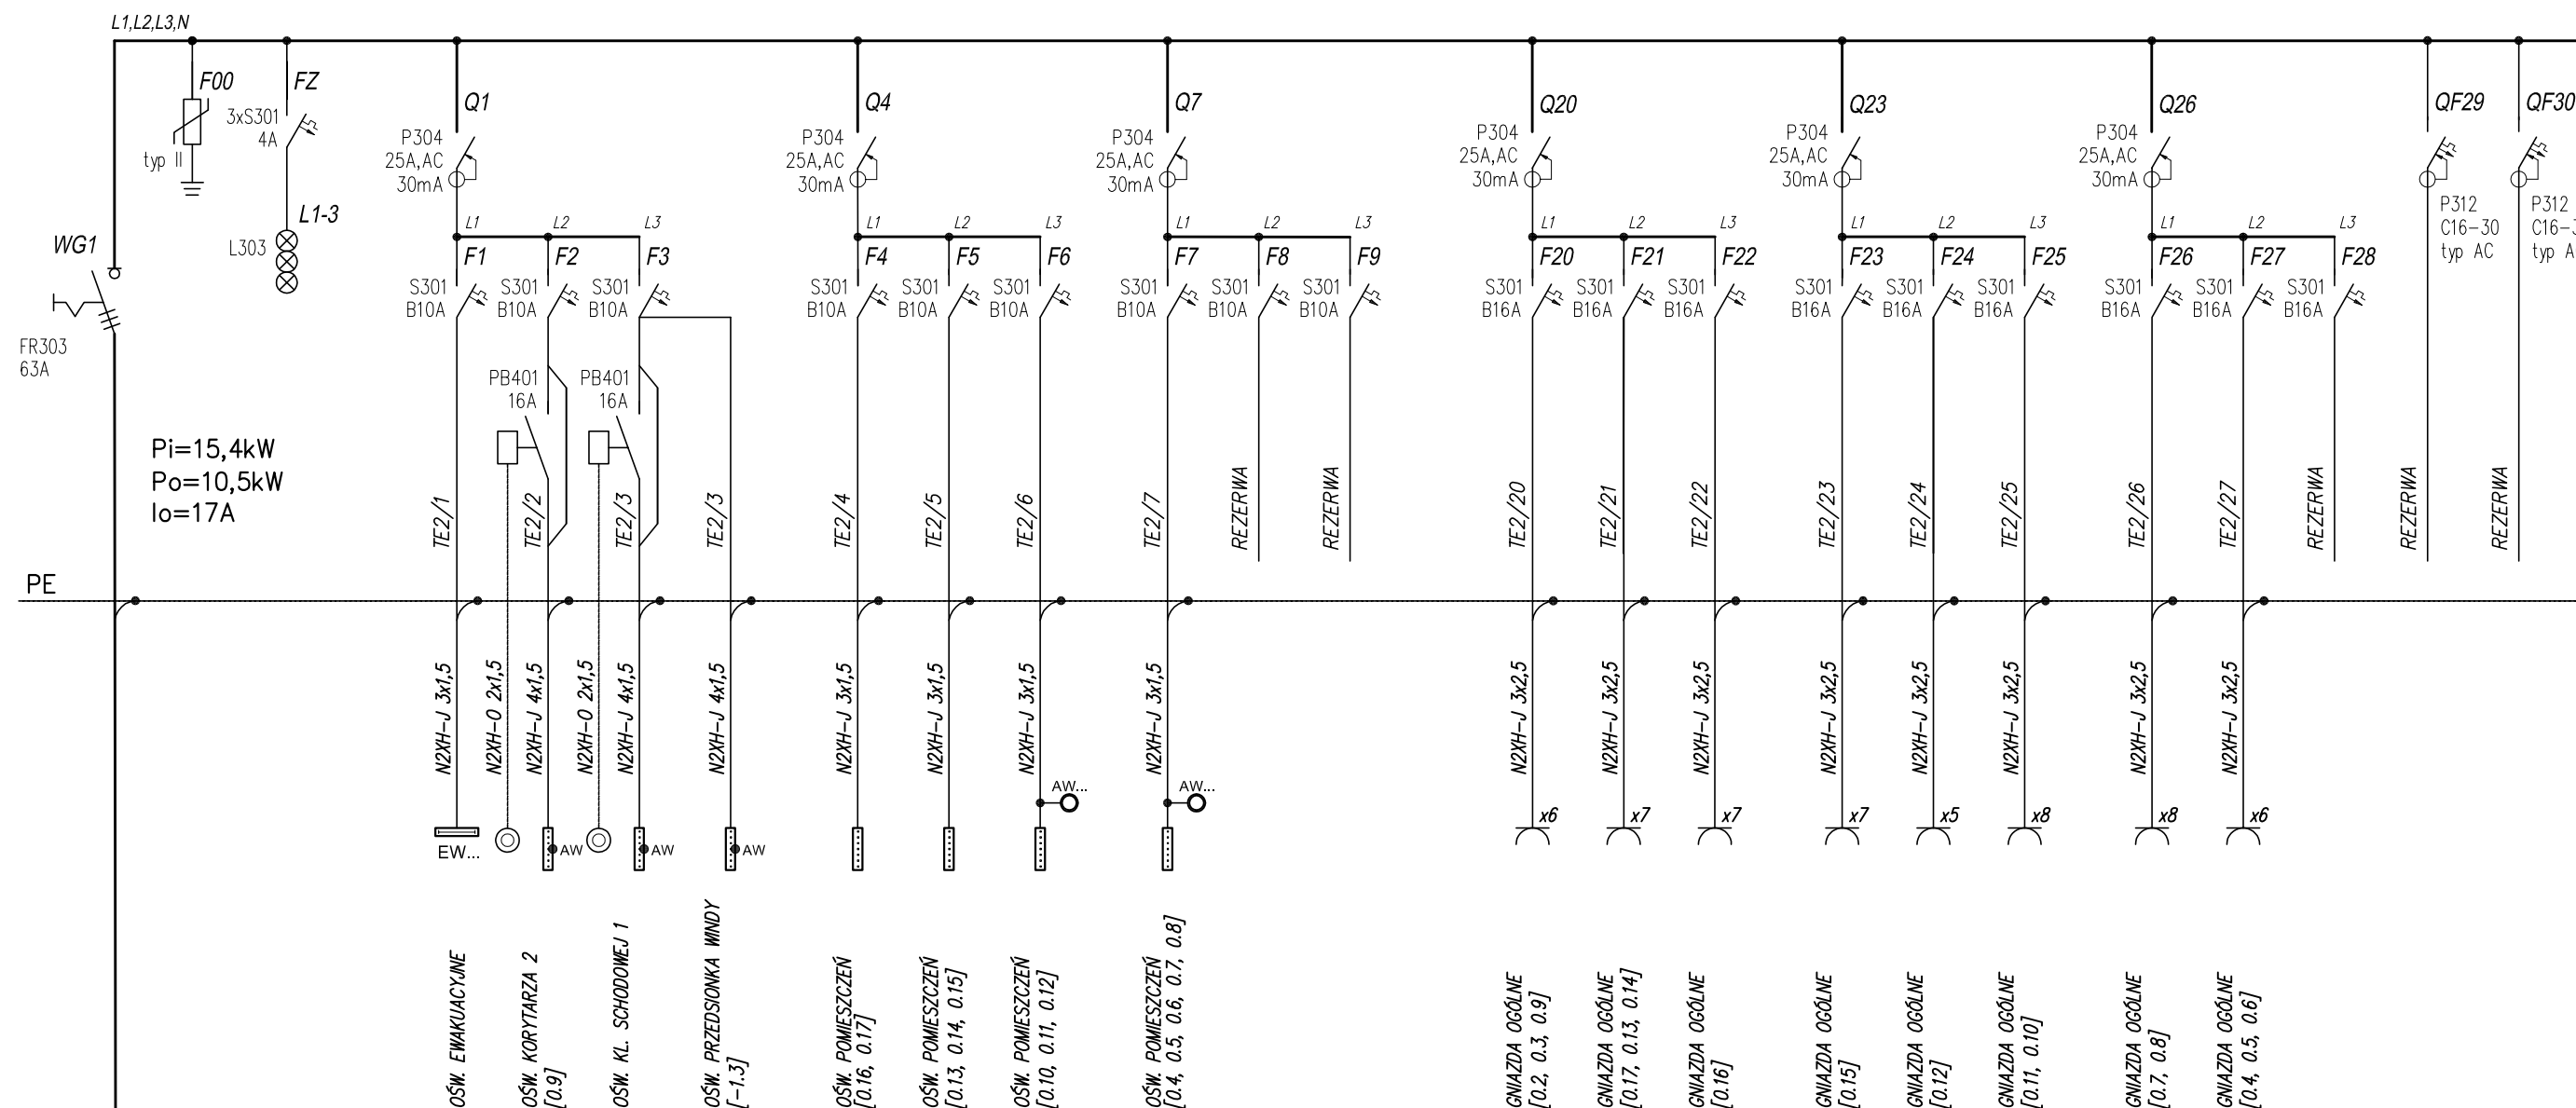 L1,L2,L3,N
F00
typ II
FZ
3xS301
4A
L1-3
L303
WG1
FR303
63A
Pi=15,4kW
Po=10,5kW
Io=17A
PE
Q1
P304
25A,AC
30mA
L1
L2
L3
F1
S301
B10A
F2
S301
B10A
F3
S301
B10A
PB401
16A
PB401
16A
TE2/1
TE2/2
TE2/3
TE2/3
N2XH-J 3x1,5
N2XH-O 2x1,5
N2XH-J 4x1,5
N2XH-O 2x1,5
N2XH-J 4x1,5
N2XH-J 4x1,5
EW...
AW
AW
AW
OŚW. EWAKUACYJNE
OŚW. KORYTARZA 2
[0.9]
OŚW. KL. SCHODOWEJ 1
OŚW. PRZEDSIONKA WINDY
[-1.3]
Q4
P304
25A,AC
30mA
L1
L2
L3
F4
S301
B10A
F5
S301
B10A
F6
S301
B10A
TE2/4
TE2/5
TE2/6
N2XH-J 3x1,5
N2XH-J 3x1,5
N2XH-J 3x1,5
AW...
OŚW. POMIESZCZEŃ
[0.16, 0.17]
OŚW. POMIESZCZEŃ
[0.13, 0.14, 0.15]
OŚW. POMIESZCZEŃ
[0.10, 0.11, 0.12]
Q7
P304
25A,AC
30mA
L1
L2
L3
F7
S301
B10A
F8
S301
B10A
F9
S301
B10A
TE2/7
REZERWA
REZERWA
N2XH-J 3x1,5
AW...
OŚW. POMIESZCZEŃ
[0.4, 0.5, 0.6, 0.7, 0.8]
Q20
P304
25A,AC
30mA
L1
L2
L3
F20
S301
B16A
F21
S301
B16A
F22
S301
B16A
TE2/20
TE2/21
TE2/22
N2XH-J 3x2,5
N2XH-J 3x2,5
N2XH-J 3x2,5
x6
x7
x7
GNIAZDA OGÓLNE
[0.2, 0.3, 0.9]
GNIAZDA OGÓLNE
[0.17, 0.13, 0.14]
GNIAZDA OGÓLNE
[0.16]
Q23
P304
25A,AC
30mA
L1
L2
L3
F23
S301
B16A
F24
S301
B16A
F25
S301
B16A
TE2/23
TE2/24
TE2/25
N2XH-J 3x2,5
N2XH-J 3x2,5
N2XH-J 3x2,5
x7
x5
x8
GNIAZDA OGÓLNE
[0.15]
GNIAZDA OGÓLNE
[0.12]
GNIAZDA OGÓLNE
[0.11, 0.10]
Q26
P304
25A,AC
30mA
L1
L2
L3
F26
S301
B16A
F27
S301
B16A
F28
S301
B16A
TE2/26
TE2/27
REZERWA
N2XH-J 3x2,5
N2XH-J 3x2,5
x8
x6
GNIAZDA OGÓLNE
[0.7, 0.8]
GNIAZDA OGÓLNE
[0.4, 0.5, 0.6]
QF29
P312
C16-30
typ AC
REZERWA
QF30
P312
REZERWA